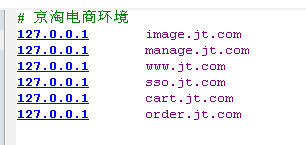 # 京淘电商环境
127.0.0.1 image.jt.com
127.0.0.1 manage.jt.com
127.0.0.1 www.jt.com
127.0.0.1 sso.jt.com
127.0.0.1 cart.jt.com
127.0.0.1 order.jt.com